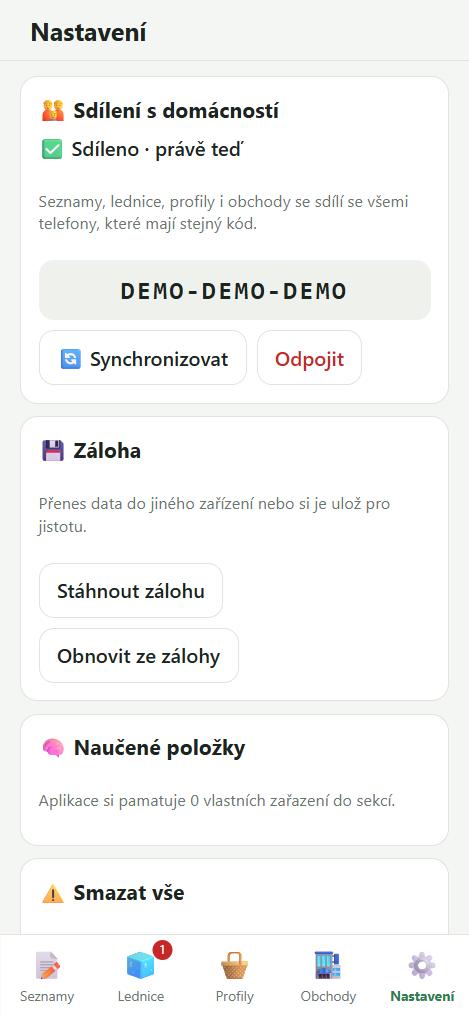 Nastavení
Sdílení s domácností
Sdíleno · právě teď
Seznamy, lednice, profily i obchody se sdílí se všemi
telefony, které mají stejný kód.
DEMO-DEMO-DEMO
Synchronizovat
Odpojit
Záloha
Přenes data do jiného zařízení nebo si je ulož pro
jistotu.
Stáhnout zálohu
Obnovit ze zálohy
Naučené položky
Aplikace si pamatuje 0 vlastních zařazení do sekcí.
Smazat vše
1
Seznamy
Lednice
Profily
Obchody
Nastavení